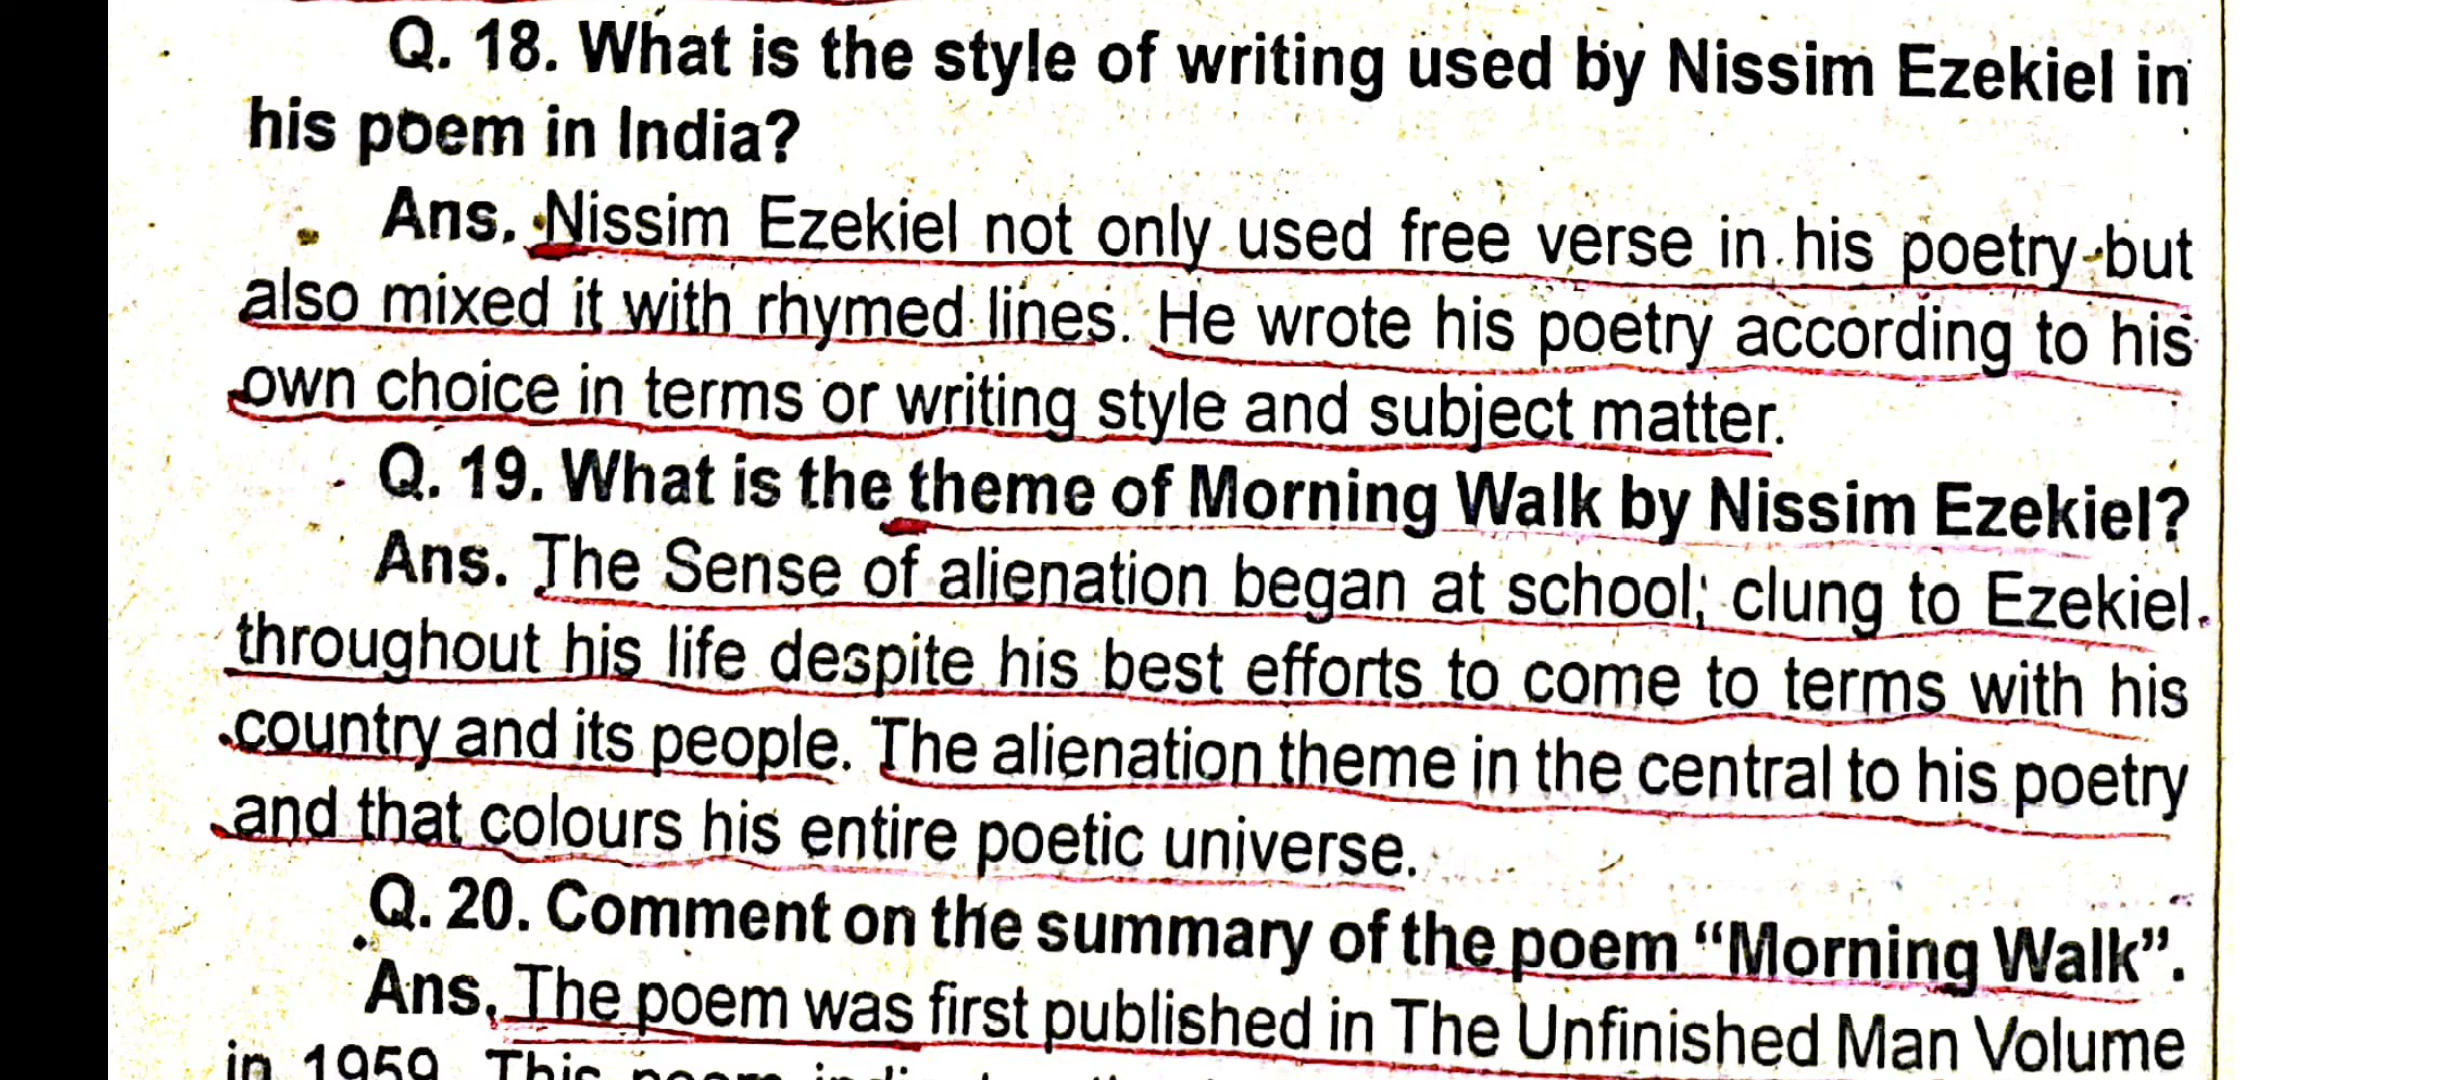 Q. 18. What is the style of writing used by Nissim Ezekiel in
his poem in India?
Ans. Nissim Ezekiel not only used free verse in his poetry but
also mixed it with rhymed lines. He wrote his poetry according to his
own choice in terms or writing style and subject matter.
Q. 19. What is the theme of Morning Walk by Nissim Ezekiel?
Ans. The Sense of alienation began at school; clung to Ezekiel
throughout his life despite his best efforts to come to terms with his
country and its people. The alienation theme in the central to his poetry
and that colours his entire poetic universe.
Q. 20. Comment on the summary of the poem “Morning Walk”.
Ans. The poem was first published in The Unfinished Man Volume
in 1959. This poem